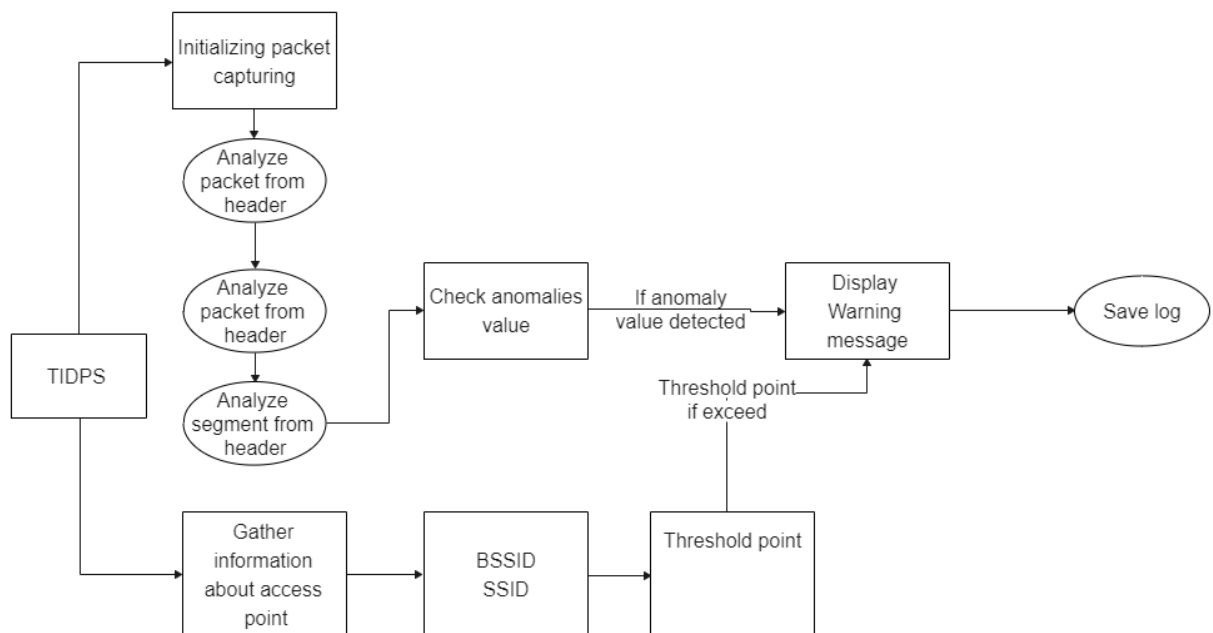 Initializing packet
capturing
Analyze
packet from
header
Analyze
packet from
header
Analyze
segment from
header
TIDPS
Check anomalies
value
If anomaly
value detected
Display
Warning
message
Save log
Threshold point
if exceed
Gather
information
about access
point
BSSID
SSID
Threshold point